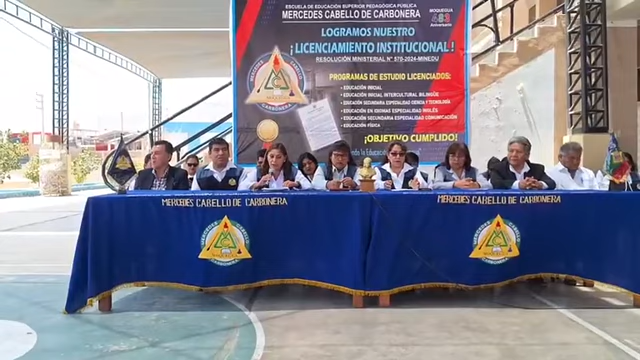 ESCUELA DE EDUCACIÓN SUPERIOR PEDAGÓGICA PÚBLICA
MERCEDES CABELLO DE CARBONERA
MOQUEGUA
483
Aniversario
LOGRAMOS NUESTRO
¡LICENCIAMIENTO INSTITUCIONAL!
RESOLUCIÓN MINISTERIAL N° 570-2024-MINEDU
PROGRAMAS DE ESTUDIO LICENCIADOS:
EDUCACIÓN INICIAL
EDUCACIÓN INICIAL INTERCULTURAL BILINGÜE
EDUCACIÓN SECUNDARIA ESPECIALIDAD CIENCIA Y TECNOLOGÍA
EDUCACIÓN EN IDIOMAS ESPECIALIDAD INGLÉS
EDUCACIÓN SECUNDARIA ESPECIALIDAD COMUNICACIÓN
EDUCACIÓN FÍSICA
¡OBJETIVO CUMPLIDO!
MERCEDES CABELLO DE CARBONERA
MERCEDES CABELLO DE CARBONERA